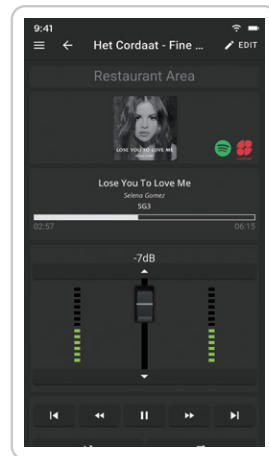 9:41
Het Cordaat - Fine ...
EDIT
Restaurant Area
LOSE YOU TO LOVE ME
Lose You To Love Me
Selena Gomez
SG3
02:57
06:15
-7dB